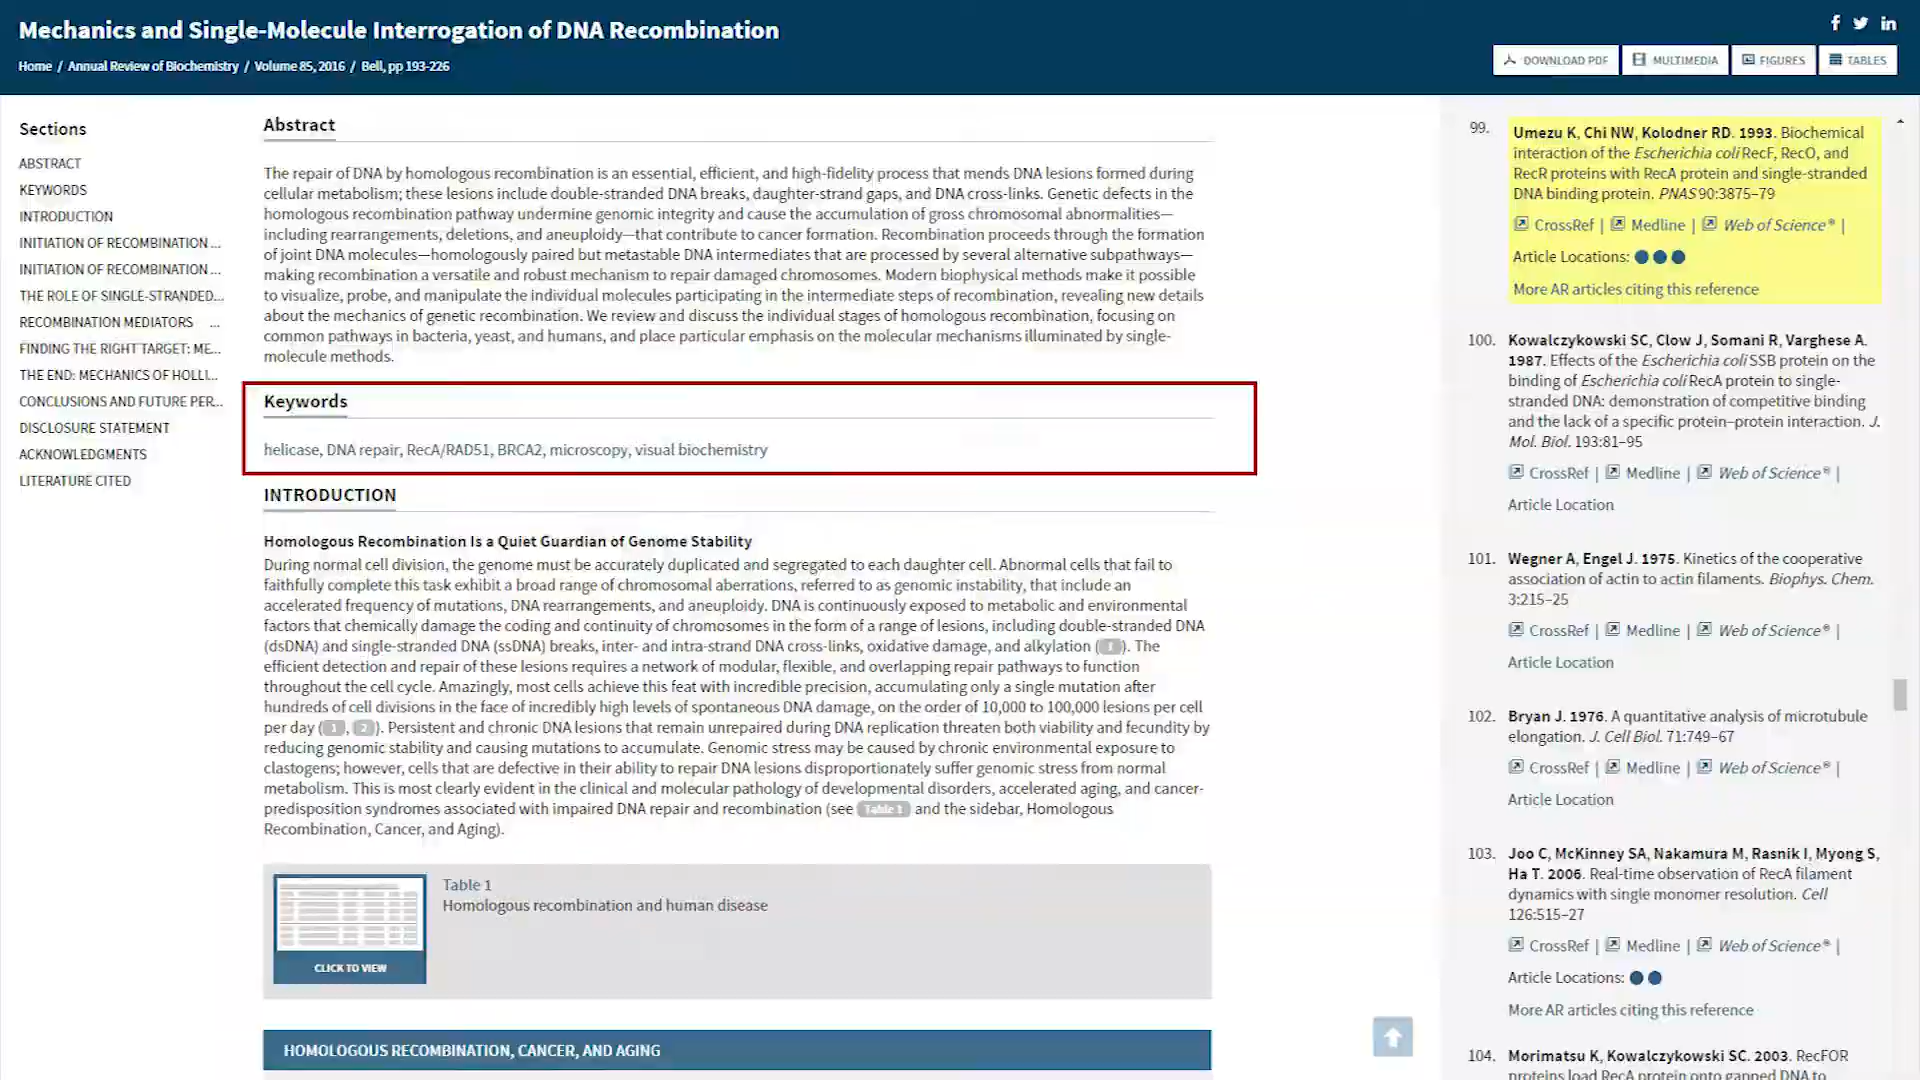 Mechanics and Single-Molecule Interrogation of DNA Recombination
Home / Annual Review of Biochemistry / Volume 85, 2016 / Bell, pp 193-226
DOWNLOAD PDF
MULTIMEDIA
FIGURES
TABLES
Sections
ABSTRACT
KEYWORDS
INTRODUCTION
INITIATION OF RECOMBINATION ...
INITIATION OF RECOMBINATION ...
THE ROLE OF SINGLE-STRANDED...
RECOMBINATION MEDIATORS ...
FINDING THE RIGHT TARGET: ME...
THE END: MECHANICS OF HOLLI...
CONCLUSIONS AND FUTURE PER...
DISCLOSURE STATEMENT
ACKNOWLEDGMENTS
LITERATURE CITED
Abstract
The repair of DNA by homologous recombination is an essential, efficient, and high-fidelity process that mends DNA lesions formed during
cellular metabolism; these lesions include double-stranded DNA breaks, daughter-strand gaps, and DNA cross-links. Genetic defects in the
homologous recombination pathway undermine genomic integrity and cause the accumulation of gross chromosomal abnormalities—
including rearrangements, deletions, and aneuploidy—that contribute to cancer formation. Recombination proceeds through the formation
of joint DNA molecules—homologously paired but metastable DNA intermediates that are processed by several alternative subpathways—
making recombination a versatile and robust mechanism to repair damaged chromosomes. Modern biophysical methods make it possible
to visualize, probe, and manipulate the individual molecules participating in the intermediate steps of recombination, revealing new details
about the mechanics of genetic recombination. We review and discuss the individual stages of homologous recombination, focusing on
common pathways in bacteria, yeast, and humans, and place particular emphasis on the molecular mechanisms illuminated by single-
molecule methods.
Keywords
helicase, DNA repair, RecA/RAD51, BRCA2, microscopy, visual biochemistry
INTRODUCTION
Homologous Recombination Is a Quiet Guardian of Genome Stability
During normal cell division, the genome must be accurately duplicated and segregated to each daughter cell. Abnormal cells that fail to
faithfully complete this task exhibit a broad range of chromosomal aberrations, referred to as genomic instability, that include an
accelerated frequency of mutations, DNA rearrangements, and aneuploidy. DNA is continuously exposed to metabolic and environmental
factors that chemically damage the coding and continuity of chromosomes in the form of a range of lesions, including double-stranded DNA
(dsDNA) and single-stranded DNA (ssDNA) breaks, inter- and intra-strand DNA cross-links, oxidative damage, and alkylation (1). The
efficient detection and repair of these lesions requires a network of modular, flexible, and overlapping repair pathways to function
throughout the cell cycle. Amazingly, most cells achieve this feat with incredible precision, accumulating only a single mutation after
hundreds of cell divisions in the face of incredibly high levels of spontaneous DNA damage, on the order of 10,000 to 100,000 lesions per cell
per day (1, 2). Persistent and chronic DNA lesions that remain unrepaired during DNA replication threaten both viability and fecundity by
reducing genomic stability and causing mutations to accumulate. Genomic stress may be caused by chronic environmental exposure to
clastogens; however, cells that are defective in their ability to repair DNA lesions disproportionately suffer genomic stress from normal
metabolism. This is most clearly evident in the clinical and molecular pathology of developmental disorders, accelerated aging, and cancer-
predisposition syndromes associated with impaired DNA repair and recombination (see Table 1 and the sidebar, Homologous
Recombination, Cancer, and Aging).
Table 1
Homologous recombination and human disease
CLICK TO VIEW
HOMOLOGOUS RECOMBINATION, CANCER, AND AGING
99. Umezu K, Chi NW, Kolodner RD. 1993. Biochemical
interaction of the Escherichia coli RecF, RecO, and
RecR proteins with RecA protein and single-stranded
DNA binding protein. PNAS 90:3875–79
CrossRef | Medline | Web of Science® |
Article Locations:
More AR articles citing this reference
100. Kowalczykowski SC, Clow J, Somani R, Varghese A.
1987. Effects of the Escherichia coli SSB protein on the
binding of Escherichia coli RecA protein to single-
stranded DNA: demonstration of competitive binding
and the lack of a specific protein–protein interaction. J.
Mol. Biol. 193:81–95
CrossRef | Medline | Web of Science® |
Article Location
101. Wegner A, Engel J. 1975. Kinetics of the cooperative
association of actin to actin filaments. Biophys. Chem.
3:215–25
CrossRef | Medline | Web of Science® |
Article Location
102. Bryan J. 1976. A quantitative analysis of microtubule
elongation. J. Cell Biol. 71:749–67
CrossRef | Medline | Web of Science® |
Article Location
103. Joo C, McKinney SA, Nakamura M, Rasnik I, Myong S,
Ha T. 2006. Real-time observation of RecA filament
dynamics with single monomer resolution. Cell
126:515–27
CrossRef | Medline | Web of Science® |
Article Locations:
More AR articles citing this reference
104. Morimatsu K, Kowalczykowski SC. 2003. RecFOR
proteins load RecA protein onto gapped DNA to